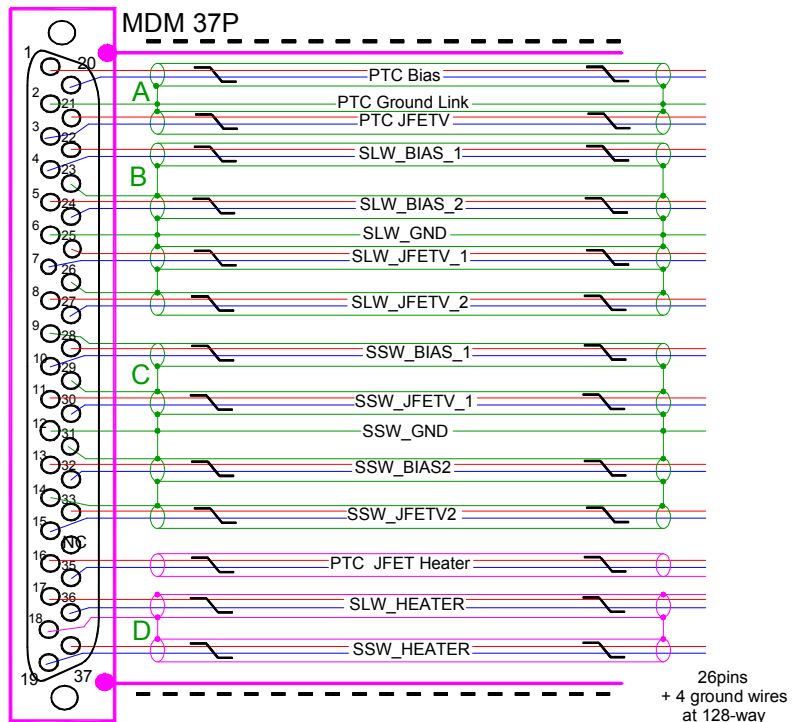 MDM 37P
1
20
PTC Bias
2
A
21
PTC Ground Link
3
PTC JFETV
22
4
SLW_BIAS_1
23
B
5
24
SLW_BIAS_2
6
25
SLW_GND
7
SLW_JFETV_1
26
8
27
SLW_JFETV_2
9
28
10
SSW_BIAS_1
29
C
11
30
SSW_JFETV_1
12
31
SSW_GND
13
32
SSW_BIAS2
14
33
15
SSW_JFETV2
NC
16
35
PTC JFET Heater
17
36
SLW_HEATER
18
D
SSW_HEATER
19
37
26pins
+ 4 ground wires
at 128-way